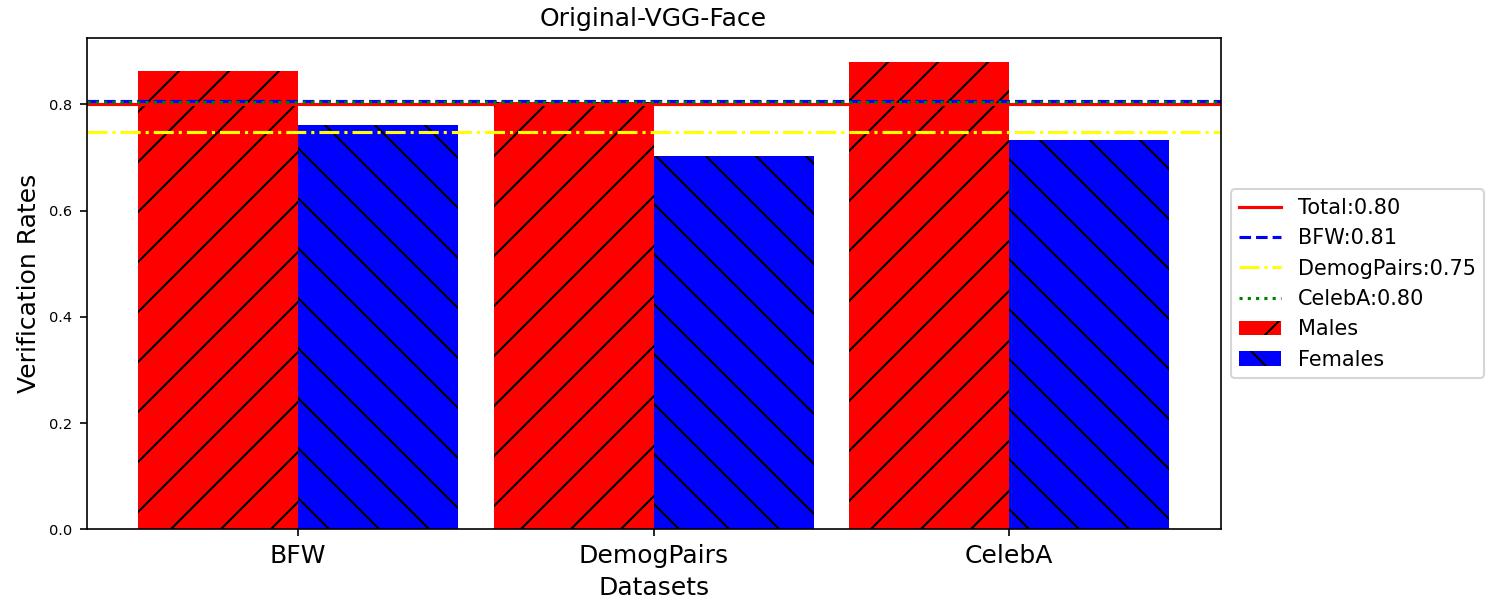 Original-VGG-Face
Verification Rates
0.8
0.6
0.4
0.2
0.0
BFW
DemogPairs
CelebA
Datasets
Total:0.80
BFW:0.81
DemogPairs:0.75
CelebA:0.80
Males
Females